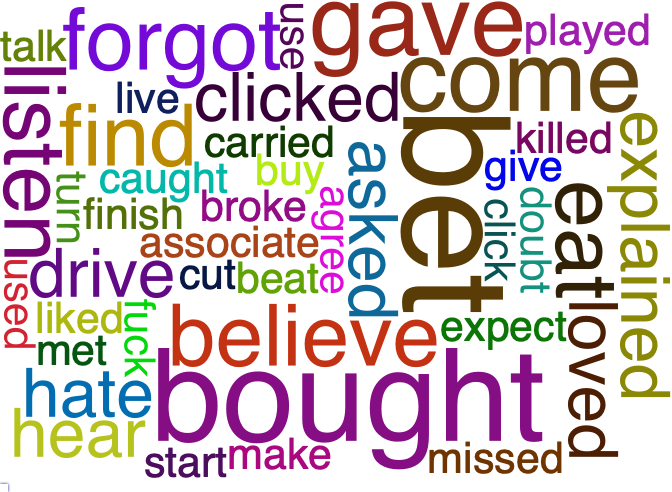 talk
forgot
use
gave
played
live
clicked
come
listen
find
carried
bet
killed
explained
caught
buy
asked
give
turn
finish
broke
agree
click
doubt
eat
associate
drive
cut
beat
used
liked
fuck
believe
expect
loved
met
hate
bought
hear
start
make
missed